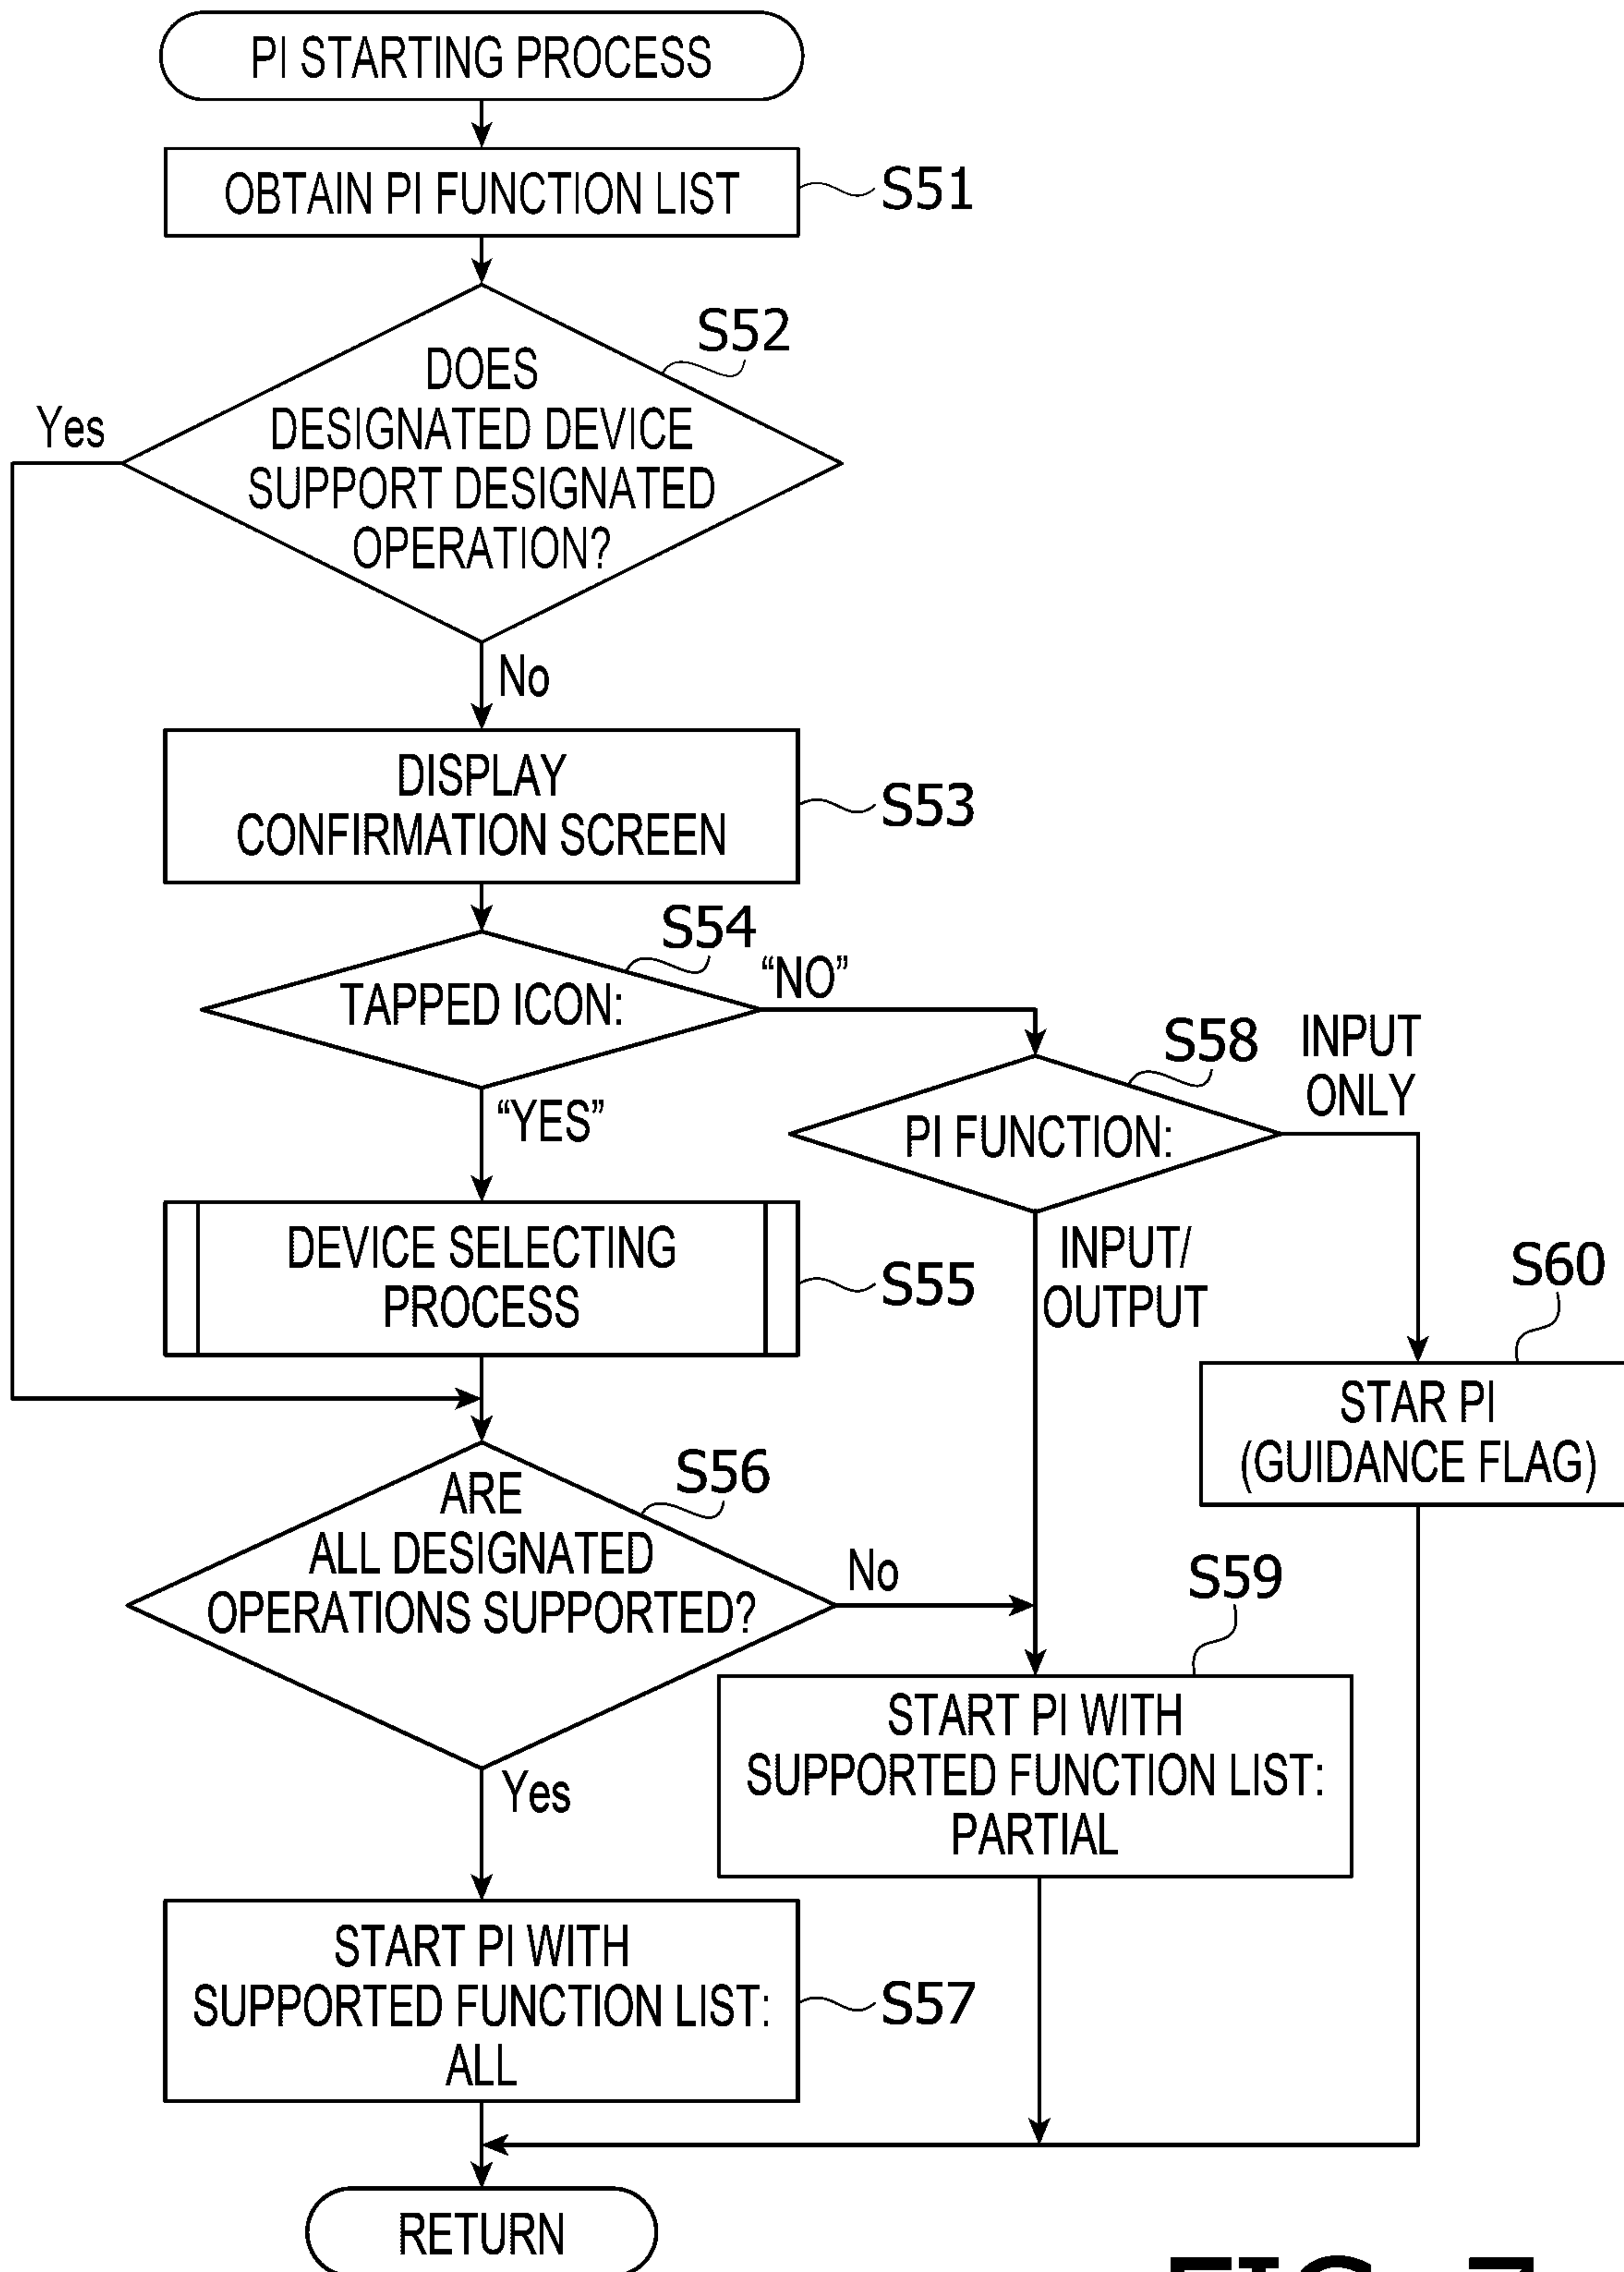 PI STARTING PROCESS
OBTAIN PI FUNCTION LIST
S51
S52
DOES
DESIGNATED DEVICE
SUPPORT DESIGNATED
OPERATION?
Yes
No
DISPLAY
CONFIRMATION SCREEN
S53
S54
TAPPED ICON:
“NO”
“YES”
S58
INPUT
ONLY
PI FUNCTION:
INPUT/
OUTPUT
DEVICE SELECTING
PROCESS
S55
S60
STAR PI
(GUIDANCE FLAG)
S56
ARE
ALL DESIGNATED
OPERATIONS SUPPORTED?
No
Yes
S59
START PI WITH
SUPPORTED FUNCTION LIST:
PARTIAL
START PI WITH
SUPPORTED FUNCTION LIST:
ALL
S57
RETURN